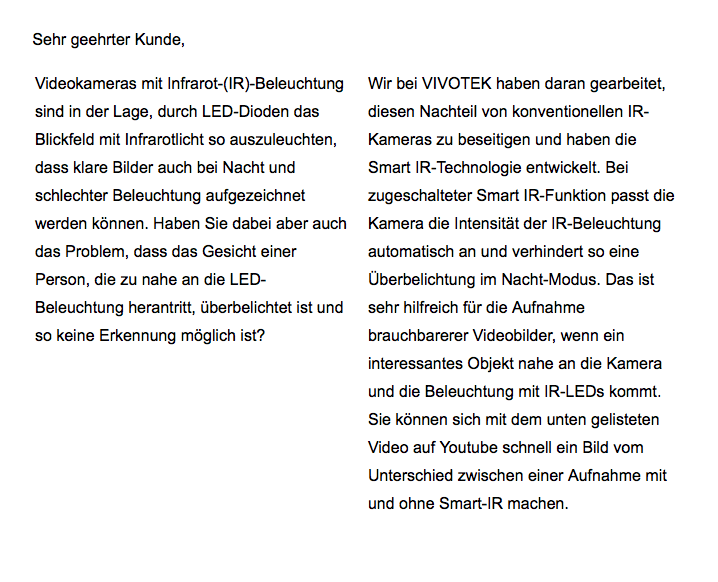 Sehr geehrter Kunde,
Videokameras mit Infrarot-(IR)-Beleuchtung
sind in der Lage, durch LED-Dioden das
Blickfeld mit Infrarotlicht so auszuleuchten,
dass klare Bilder auch bei Nacht und
schlechter Beleuchtung aufgezeichnet
werden können. Haben Sie dabei aber auch
das Problem, dass das Gesicht einer
Person, die zu nahe an die LED-
Beleuchtung herantritt, überbelichtet ist und
so keine Erkennung möglich ist?
Wir bei VIVOTEK haben daran gearbeitet,
diesen Nachteil von konventionellen IR-
Kameras zu beseitigen und haben die
Smart IR-Technologie entwickelt. Bei
zugeschalteter Smart IR-Funktion passt die
Kamera die Intensität der IR-Beleuchtung
automatisch an und verhindert so eine
Überbelichtung im Nacht-Modus. Das ist
sehr hilfreich für die Aufnahme
brauchbarerer Videobilder, wenn ein
interessantes Objekt nahe an die Kamera
und die Beleuchtung mit IR-LEDs kommt.
Sie können sich mit dem unten gelisteten
Video auf Youtube schnell ein Bild vom
Unterschied zwischen einer Aufnahme mit
und ohne Smart-IR machen.